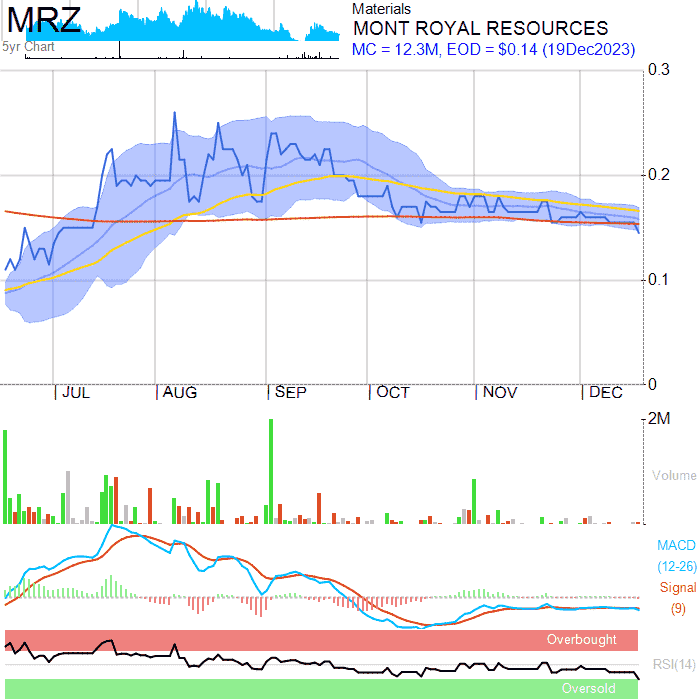 MRZ
5yr Chart
Materials
MONT ROYAL RESOURCES
MC = 12.3M, EOD = $0.14 (19Dec2023)
0.3
0.2
0.1
0
JUL
AUG
SEP
OCT
NOV
DEC
2M
Volume
MACD
(12-26)
Signal
(9)
Overbought
RSI(14)
Oversold